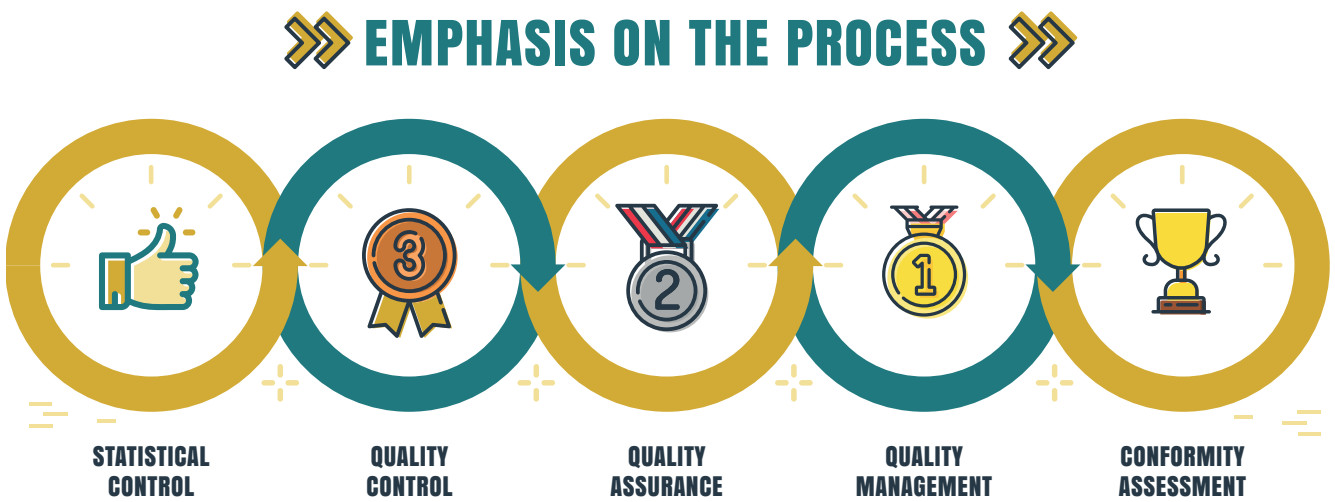 EMPHASIS ON THE PROCESS
3
2
1
STATISTICAL
CONTROL
QUALITY
CONTROL
QUALITY
ASSURANCE
QUALITY
MANAGEMENT
CONFORMITY
ASSESSMENT